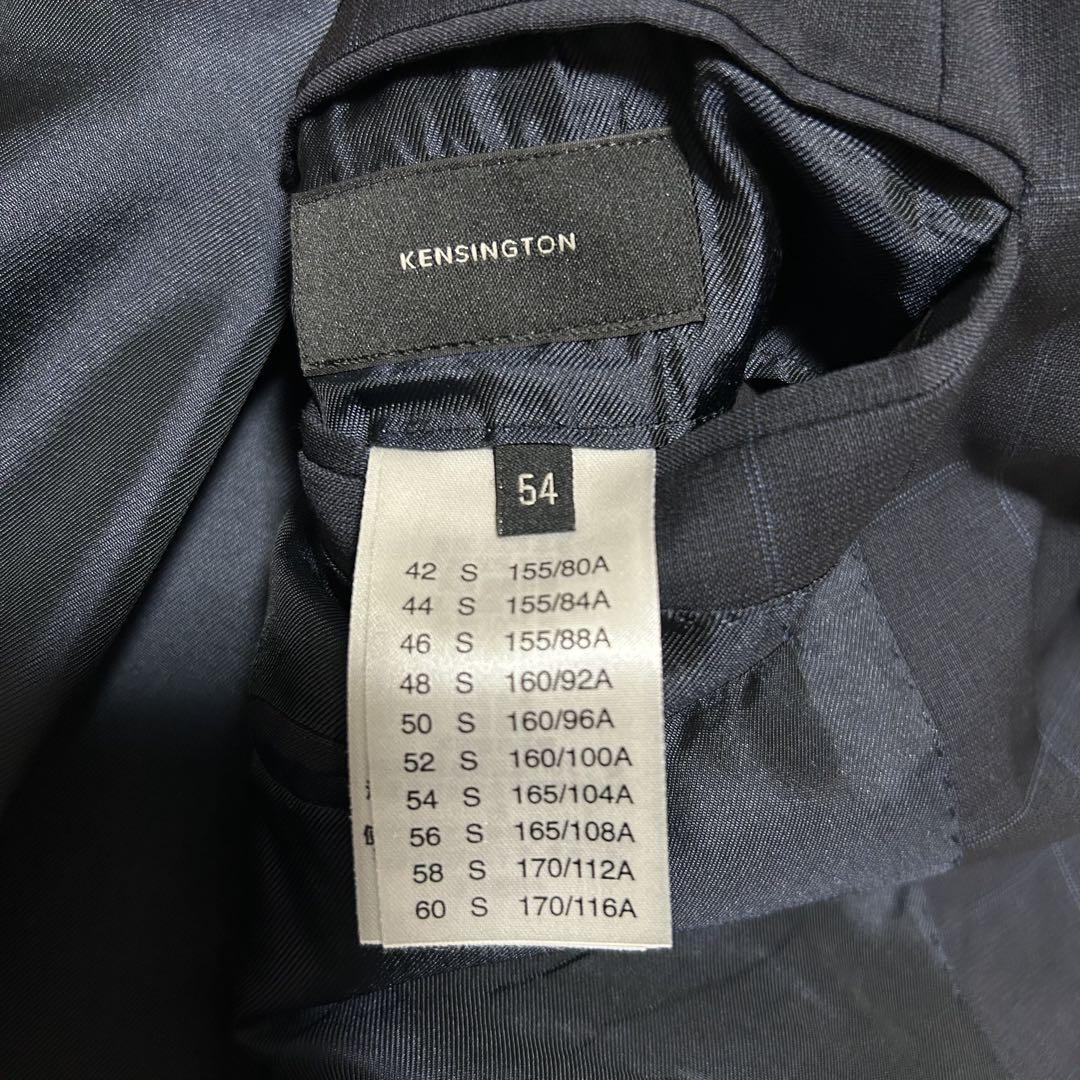 KENSINGTON
54
42 S 155/80A
44 S 155/84A
46 S 155/88A
48 S 160/92A
50 S 160/96A
52 S 160/100A
54 S 165/104A
56 S 165/108A
58 S 170/112A
60 S 170/116A